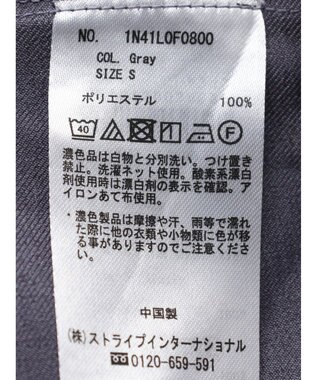 NO. 1N41L0F0800
COL. Gray
SIZE S
ポリエステル 100%
40 F
濃色品は白物と分別洗い。つけ置き
禁止。洗濯ネット使用。酸素系漂白
剤使用時は漂白剤の表示を確認。ア
イロンあて布使用。
・濃色製品は摩擦や汗、雨等で濡れ
た際に他の衣類や小物類に色が移
る事がありますのでご注意くださ
い。
中国製
(株)ストライプインターナショナル
0120-659-591